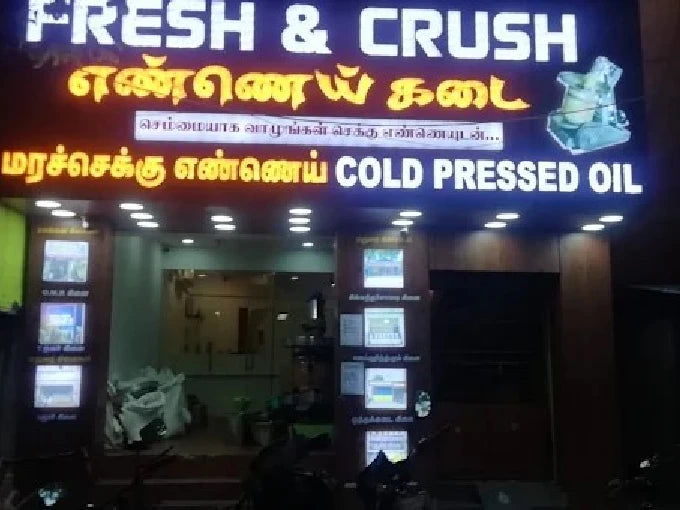 FRESH & CRUSH
எண்ணெய் கடை
செம்மையாக வாழுங்கள் செக்கு எண்ணெயுடன்...
மரச்செக்கு எண்ணெய் COLD PRESSED OIL